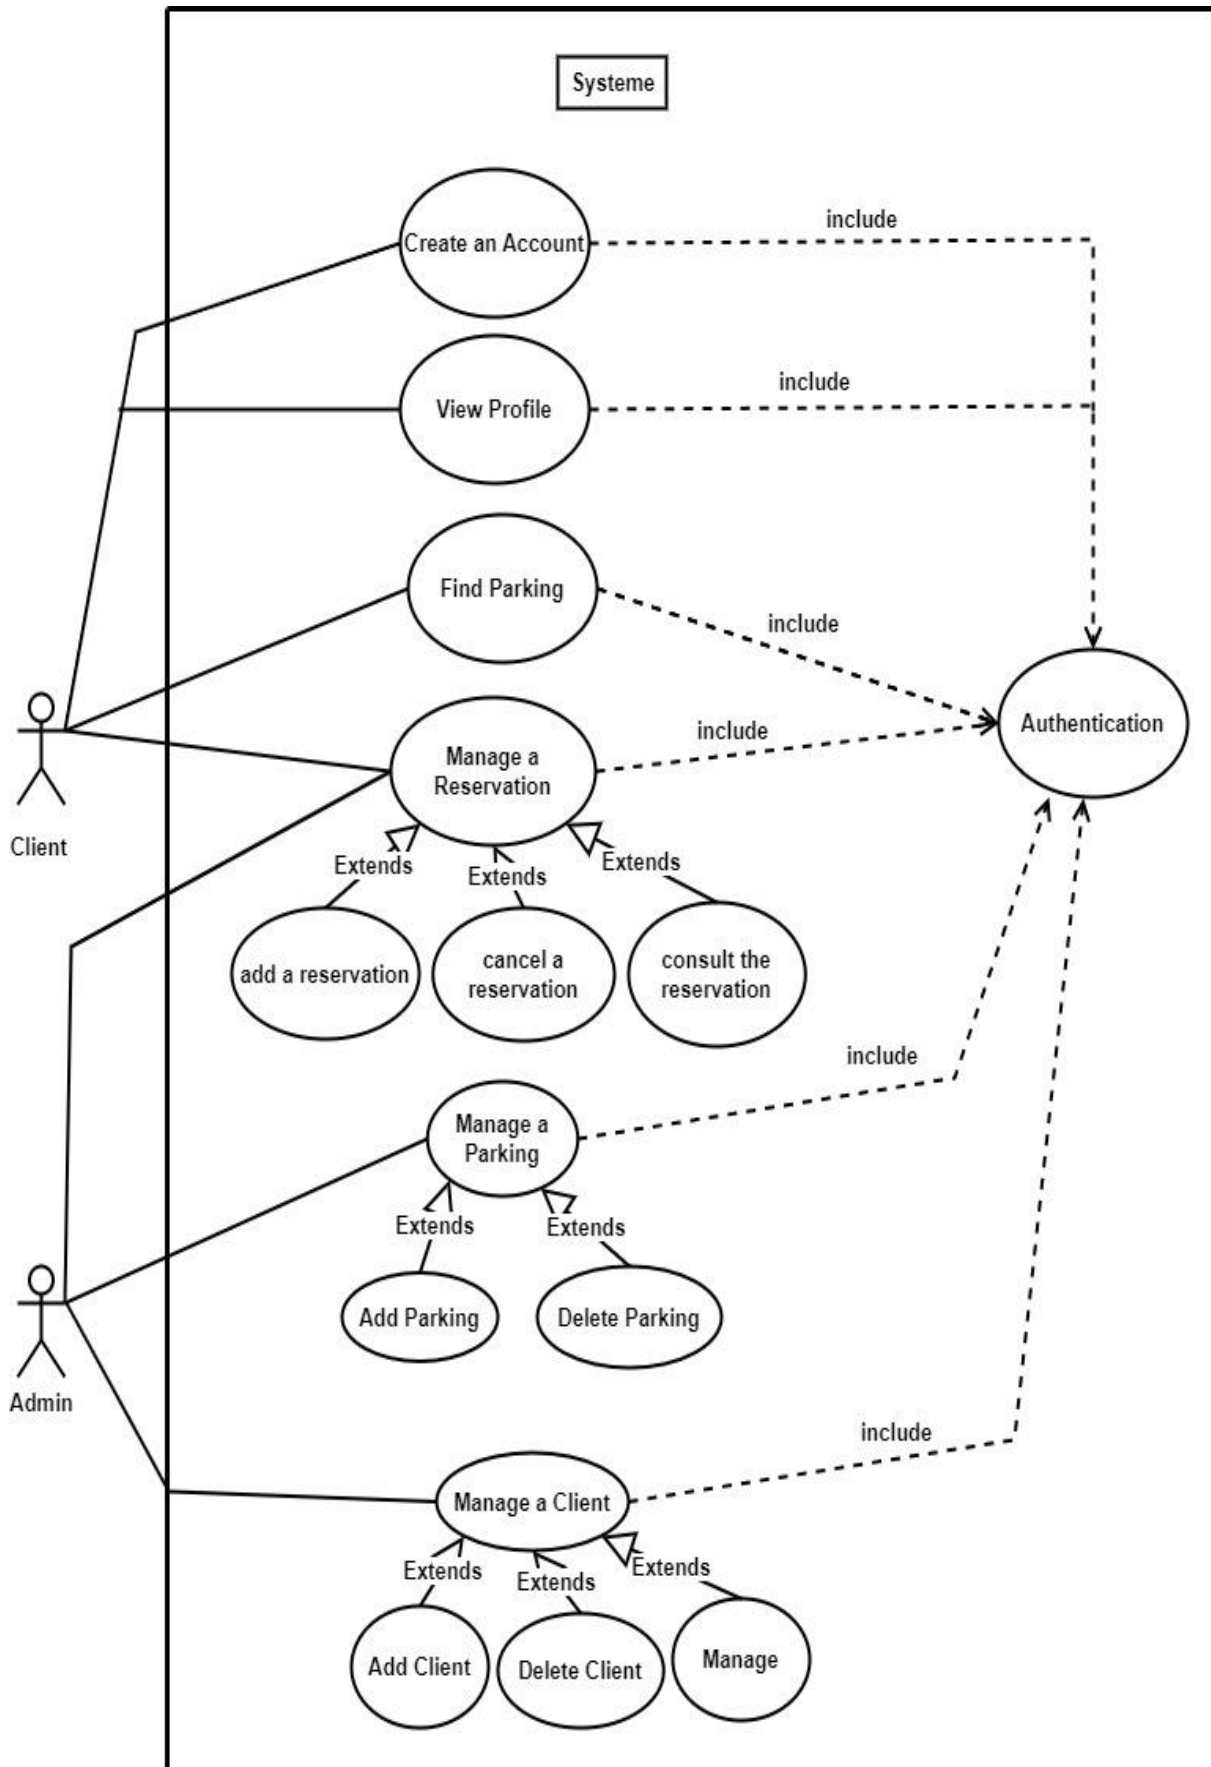 Systeme
include
Create an Account
include
View Profile
Find Parking
include
Authentication
include
Manage a
Reservation
Client
Extends
Extends
Extends
add a reservation
cancel a
reservation
consult the
reservation
include
Manage a
Parking
Extends
Extends
Add Parking
Delete Parking
Admin
include
Manage a Client
Extends
Extends
Extends
Add Client
Delete Client
Manage